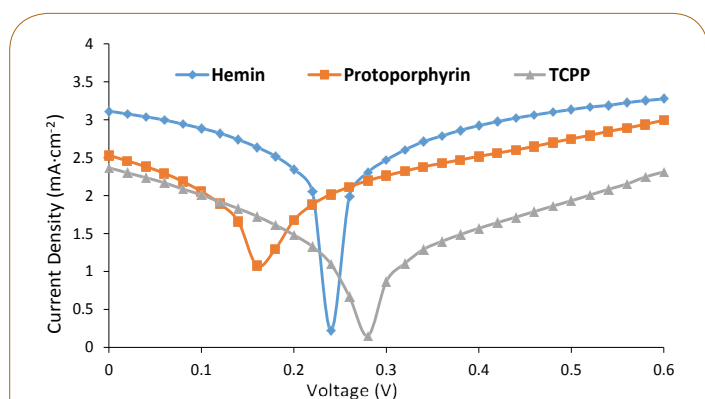 Hemin Protoporphyrin TCPP
Current Density (mA·cm⁻²)
4
3.5
3
2.5
2
1.5
1
0.5
0
0 0.1 0.2 0.3 0.4 0.5 0.6
Voltage (V)